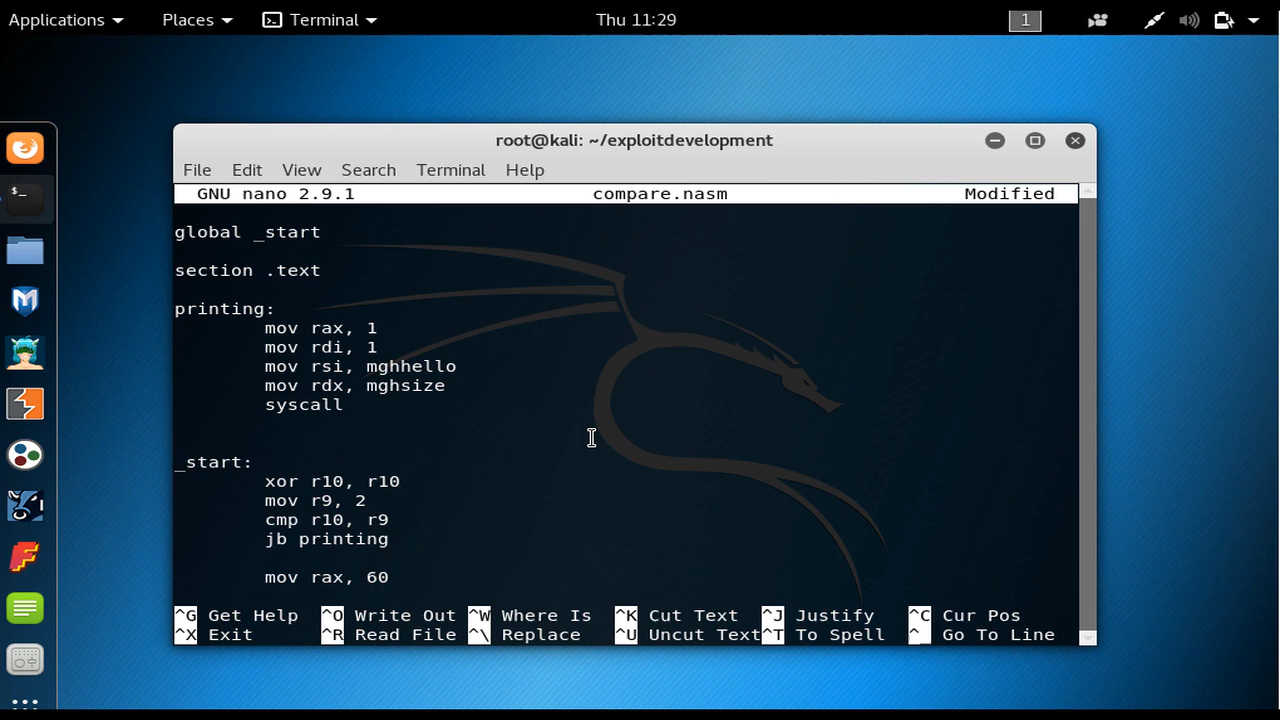 Applications Places Terminal Thu 11:29 1
root@kali: ~/exploitdevelopment
File Edit View Search Terminal Help
GNU nano 2.9.1 compare.nasm Modified
global _start
section .text
printing:
mov rax, 1
mov rdi, 1
mov rsi, mghhello
mov rdx, mghsize
syscall
_start:
xor r10, r10
mov r9, 2
cmp r10, r9
jb printing
mov rax, 60
^G Get Help ^O Write Out ^W Where Is ^K Cut Text ^J Justify ^C Cur Pos
^X Exit ^R Read File ^\ Replace ^U Uncut Text ^T To Spell ^_ Go To Line